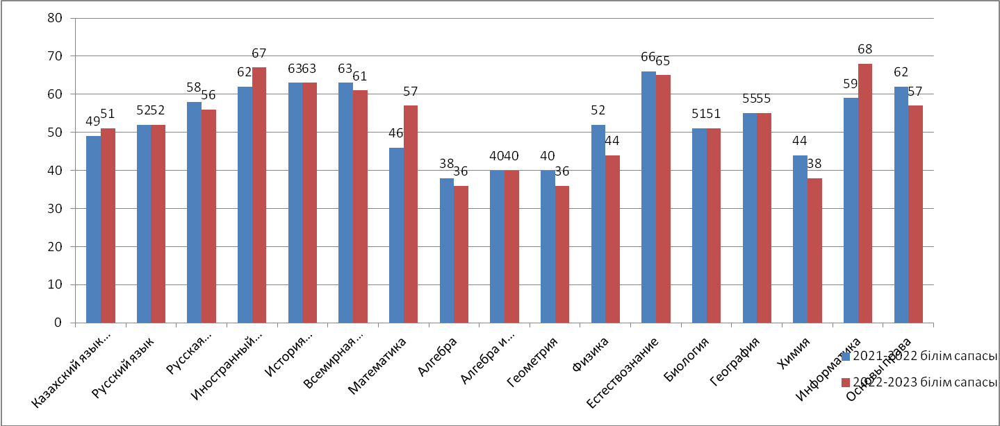 80
70
60
50
40
30
20
10
0
49 51
52 52
58 56
62 67
63 63
63 61
46 57
38 36
40 40
40 36
52 44
66 65
51 51
55 55
44 38
59 68
62 57
Казахский язык...
Русский язык
Русская...
Иностранный...
История...
Всемирная...
Математика
Алгебра
Алгебра и...
Геометрия
Физика
Естествознание
Биология
География
Химия
Информатика
Основы права
2021-2022 білім сапасы
2022-2023 білім сапасы